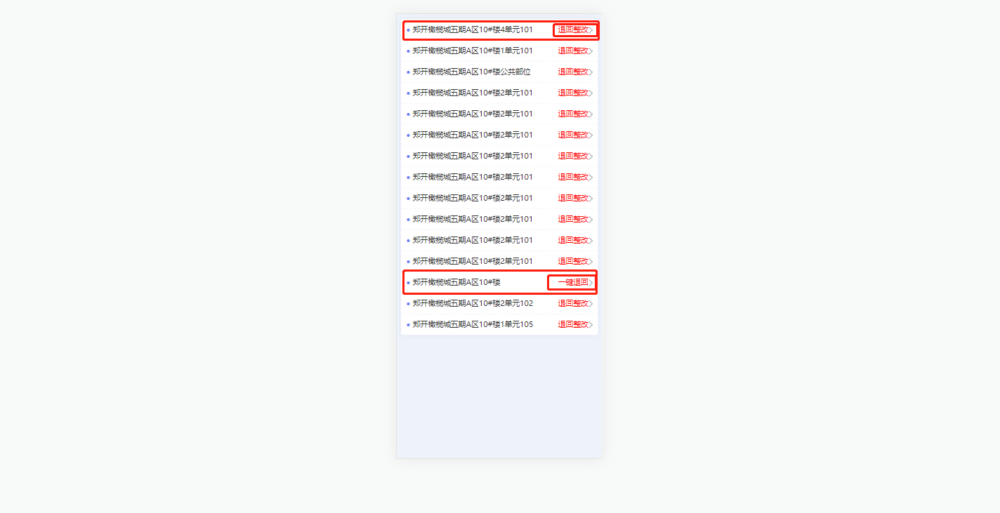 郑开橄榄城五期A区10#楼4单元101 退回整改
郑开橄榄城五期A区10#楼1单元101 退回整改
郑开橄榄城五期A区10#楼公共部位 退回整改
郑开橄榄城五期A区10#楼2单元101 退回整改
郑开橄榄城五期A区10#楼2单元101 退回整改
郑开橄榄城五期A区10#楼2单元101 退回整改
郑开橄榄城五期A区10#楼2单元101 退回整改
郑开橄榄城五期A区10#楼2单元101 退回整改
郑开橄榄城五期A区10#楼2单元101 退回整改
郑开橄榄城五期A区10#楼2单元101 退回整改
郑开橄榄城五期A区10#楼2单元101 退回整改
郑开橄榄城五期A区10#楼2单元101 退回整改
郑开橄榄城五期A区10#楼 一键退回
郑开橄榄城五期A区10#楼2单元102 退回整改
郑开橄榄城五期A区10#楼1单元105 退回整改